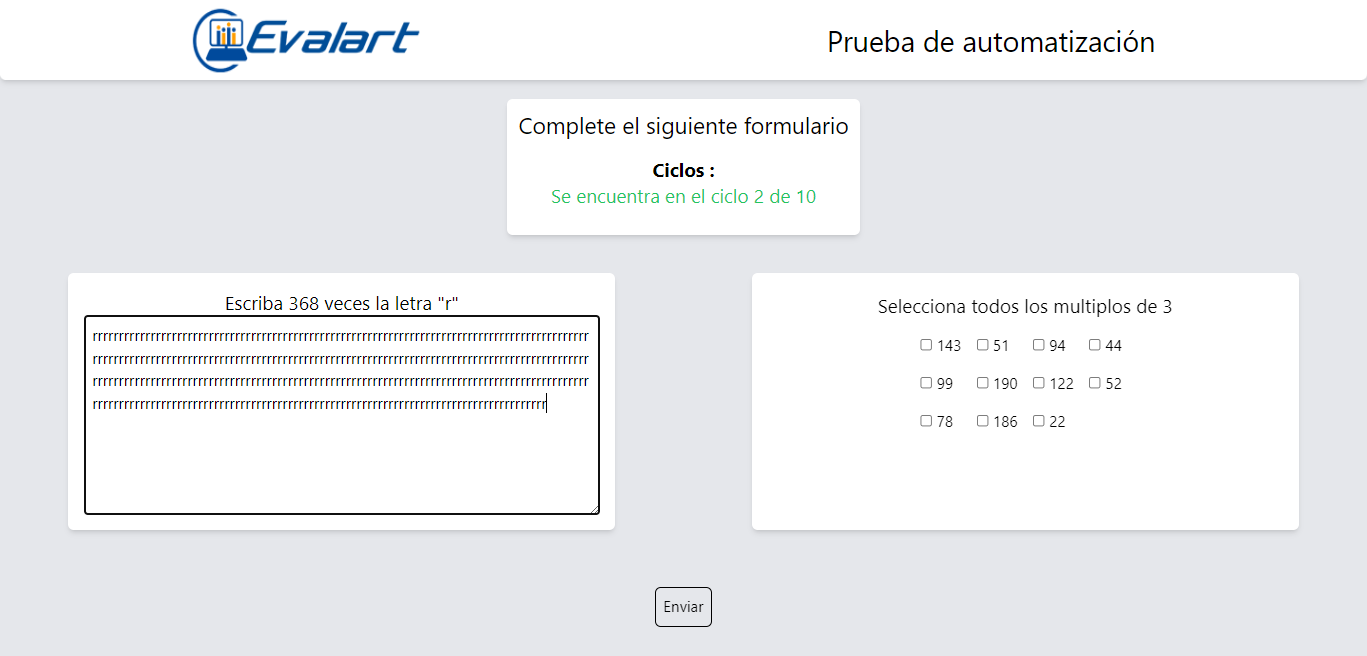 Evalart
Prueba de automatización
Complete el siguiente formulario
Ciclos :
Se encuentra en el ciclo 2 de 10
Escriba 368 veces la letra "r"
Selecciona todos los multiplos de 3
143 51 94 44
99 190 122 52
78 186 22
Enviar